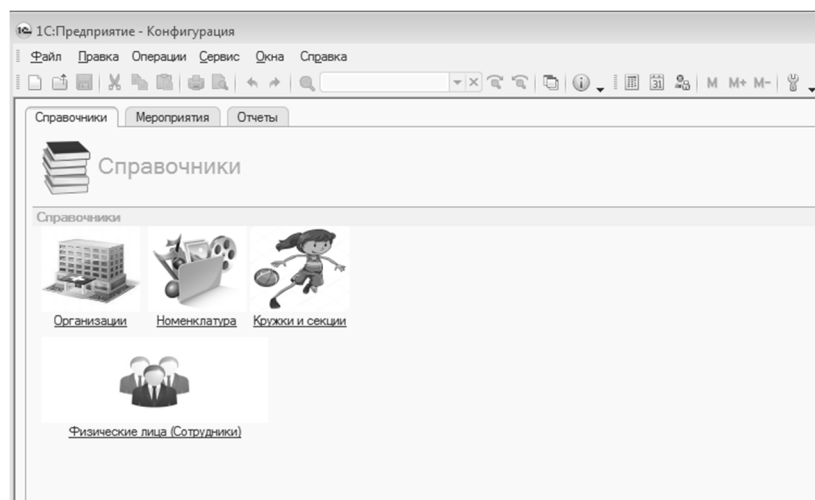 1С:Предприятие - Конфигурация
Файл Правка Операции Сервис Окна Справка
31 M M+ M-
Справочники Мероприятия Отчеты
Справочники
Справочники
Организации Номенклатура Кружки и секции
Физические лица (Сотрудники)